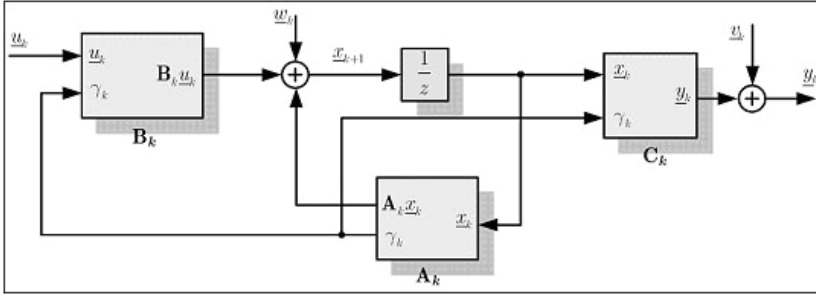 w_k
v_k
u_k
u_k
B_k u_k
γ_k
B_k
x_{k+1}
1
z
x_k
y_k
γ_k
C_k
A_k x_k
x_k
γ_k
A_k